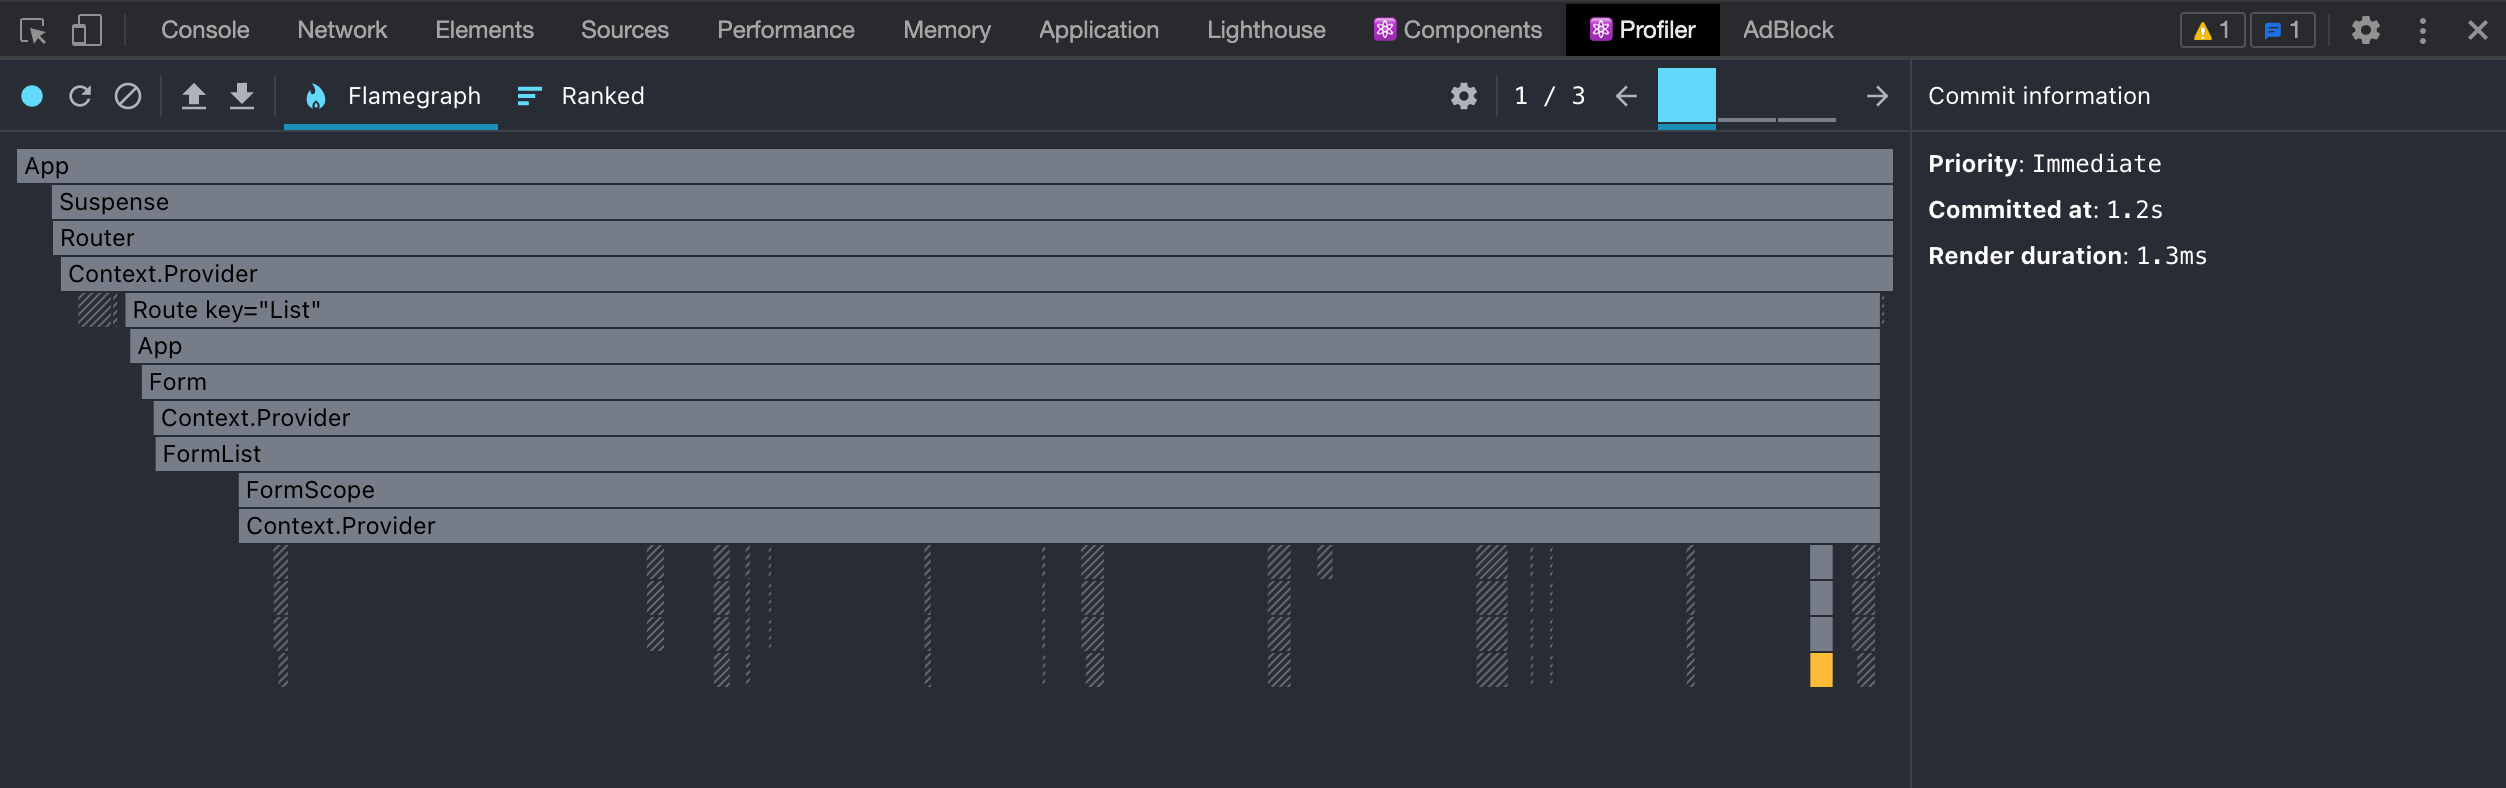 Console Network Elements Sources Performance Memory Application Lighthouse Components Profiler AdBlock 1 1
Flamegraph Ranked 1 / 3 Commit information
App
Suspense
Router
Context.Provider
Route key="List"
App
Form
Context.Provider
FormList
FormScope
Context.Provider
Priority: Immediate
Committed at: 1.2s
Render duration: 1.3ms